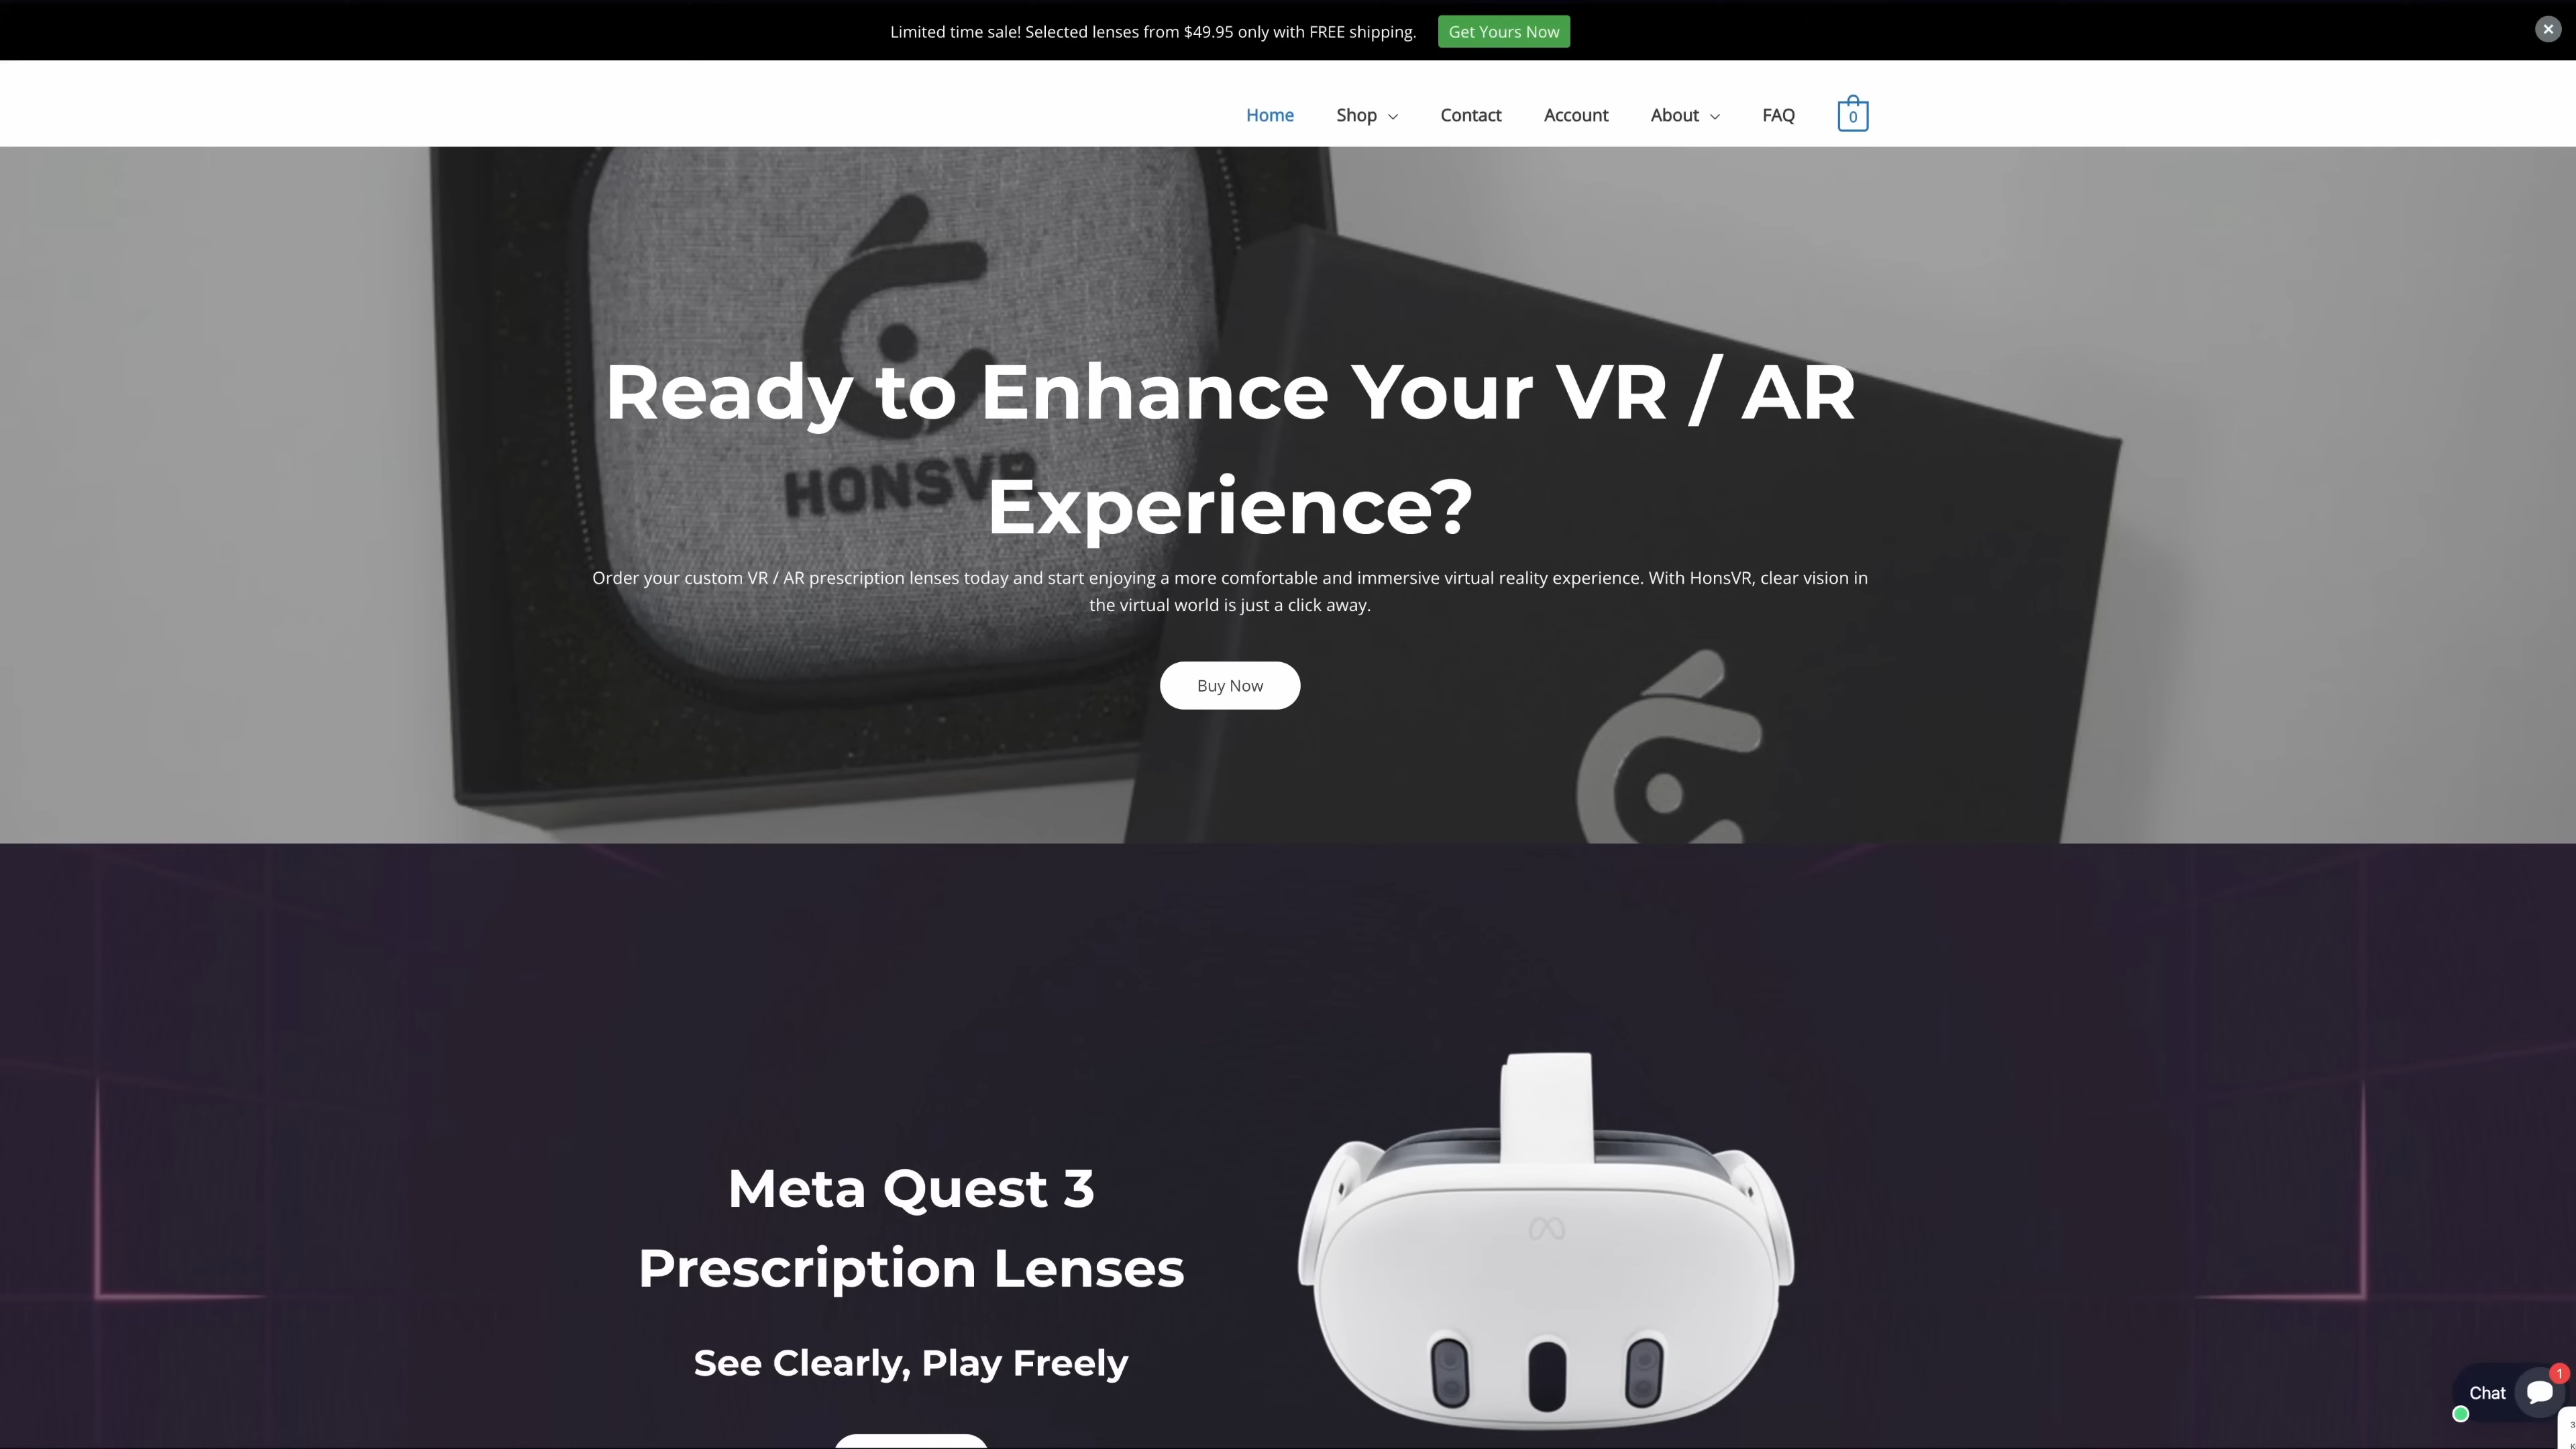 Limited time sale! Selected lenses from $49.95 only with FREE shipping. Get Yours Now
Home Shop Contact Account About FAQ 0
HONSVR
Ready to Enhance Your VR / AR
Experience?
Order your custom VR / AR prescription lenses today and start enjoying a more comfortable and immersive virtual reality experience. With HonsVR, clear vision in
the virtual world is just a click away.
Buy Now
Meta Quest 3
Prescription Lenses
See Clearly, Play Freely
Chat 1